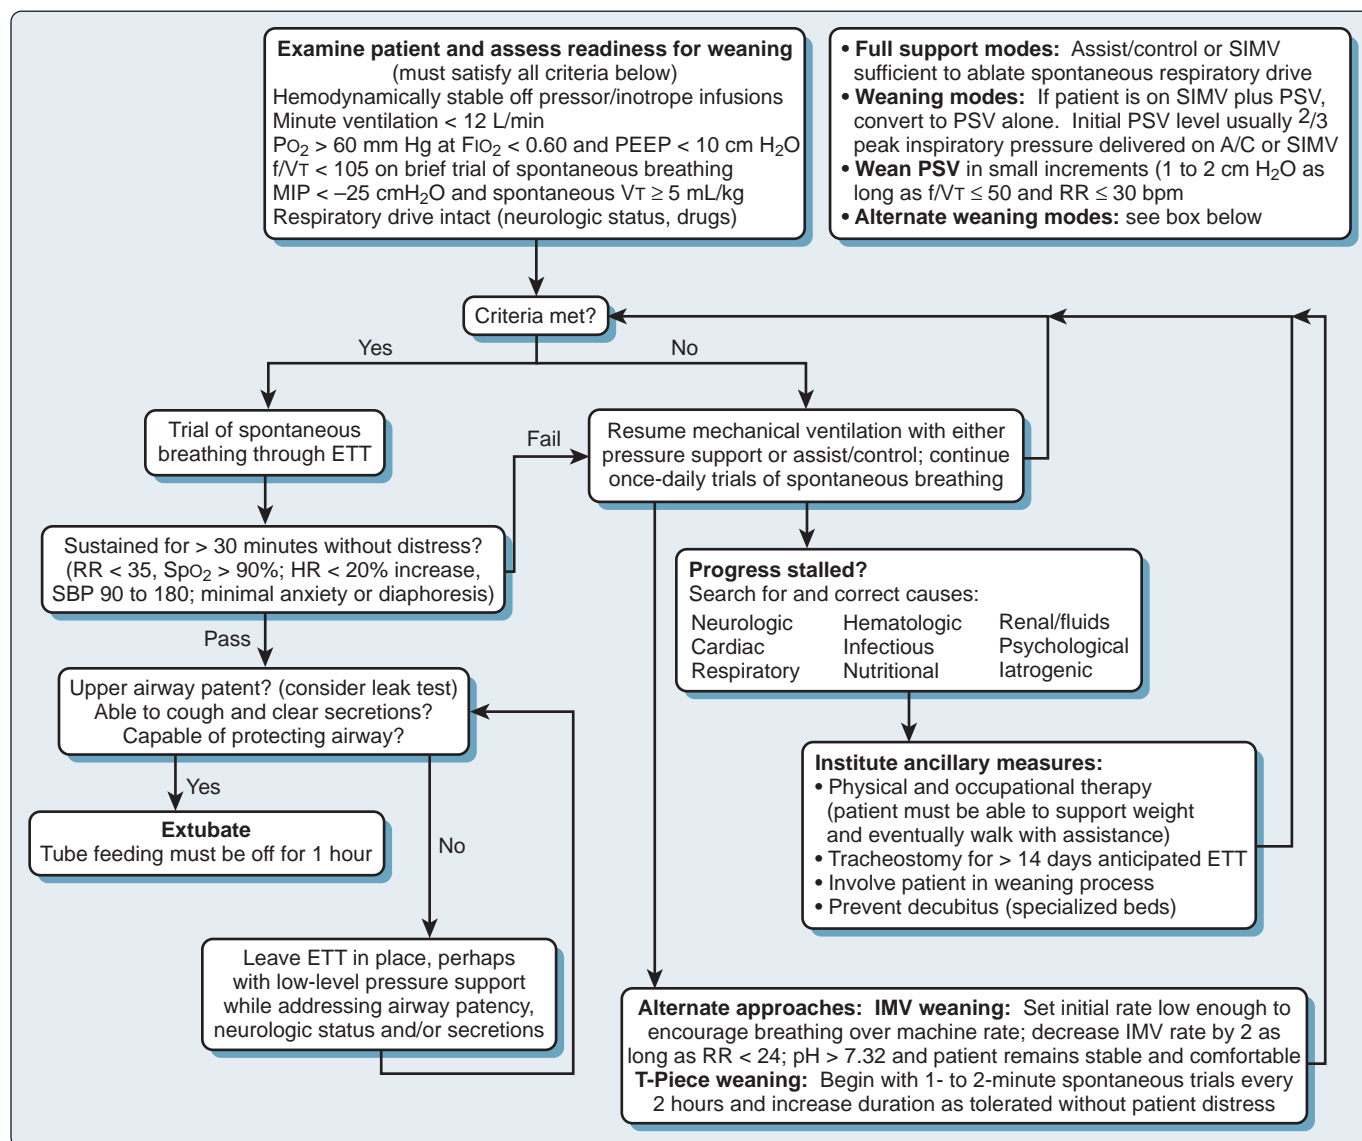 Examine patient and assess readiness for weaning
(must satisfy all criteria below)
Hemodynamically stable off pressor/inotrope infusions
Minute ventilation < 12 L/min
PO2 > 60 mm Hg at FIO2 < 0.60 and PEEP < 10 cm H2O
f/VT < 105 on brief trial of spontaneous breathing
MIP < –25 cmH2O and spontaneous VT ≥ 5 mL/kg
Respiratory drive intact (neurologic status, drugs)
• Full support modes: Assist/control or SIMV
sufficient to ablate spontaneous respiratory drive
• Weaning modes: If patient is on SIMV plus PSV,
convert to PSV alone. Initial PSV level usually 2/3
peak inspiratory pressure delivered on A/C or SIMV
• Wean PSV in small increments (1 to 2 cm H2O as
long as f/VT ≤ 50 and RR ≤ 30 bpm
• Alternate weaning modes: see box below
Criteria met?
Yes
No
Trial of spontaneous
breathing through ETT
Fail
Resume mechanical ventilation with either
pressure support or assist/control; continue
once-daily trials of spontaneous breathing
Sustained for > 30 minutes without distress?
(RR < 35, SpO2 > 90%; HR < 20% increase,
SBP 90 to 180; minimal anxiety or diaphoresis)
Pass
Progress stalled?
Search for and correct causes:
Neurologic Hematologic Renal/fluids
Cardiac Infectious Psychological
Respiratory Nutritional Iatrogenic
Upper airway patent? (consider leak test)
Able to cough and clear secretions?
Capable of protecting airway?
Yes
No
Extubate
Tube feeding must be off for 1 hour
Institute ancillary measures:
• Physical and occupational therapy
(patient must be able to support weight
and eventually walk with assistance)
• Tracheostomy for > 14 days anticipated ETT
• Involve patient in weaning process
• Prevent decubitus (specialized beds)
Leave ETT in place, perhaps
with low-level pressure support
while addressing airway patency,
neurologic status and/or secretions
Alternate approaches: IMV weaning: Set initial rate low enough to
encourage breathing over machine rate; decrease IMV rate by 2 as
long as RR < 24; pH > 7.32 and patient remains stable and comfortable
T-Piece weaning: Begin with 1- to 2-minute spontaneous trials every
2 hours and increase duration as tolerated without patient distress